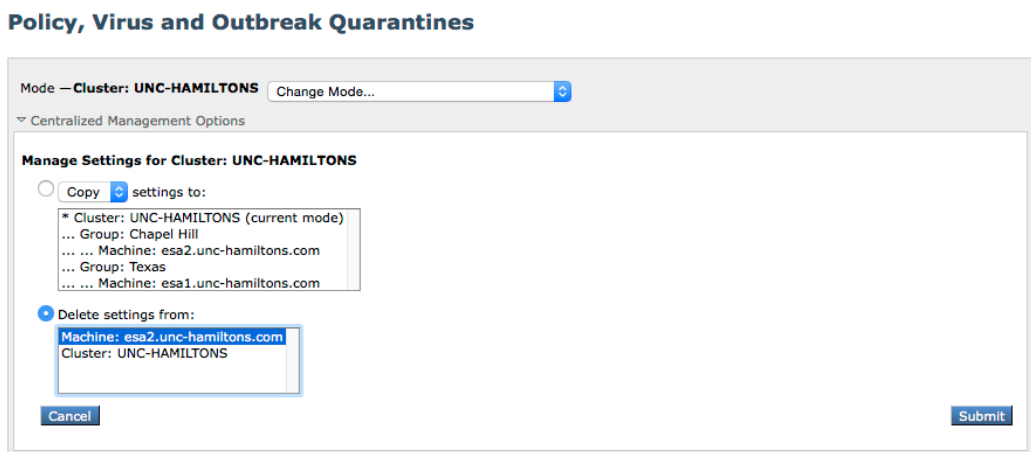 Policy, Virus and Outbreak Quarantines
Mode — Cluster: UNC-HAMILTONS Change Mode...
Centralized Management Options
Manage Settings for Cluster: UNC-HAMILTONS
Copy settings to:
* Cluster: UNC-HAMILTONS (current mode)
... Group: Chapel Hill
... ... Machine: esa2.unc-hamiltons.com
... Group: Texas
... ... Machine: esa1.unc-hamiltons.com
Delete settings from:
Machine: esa2.unc-hamiltons.com
Cluster: UNC-HAMILTONS
Cancel Submit